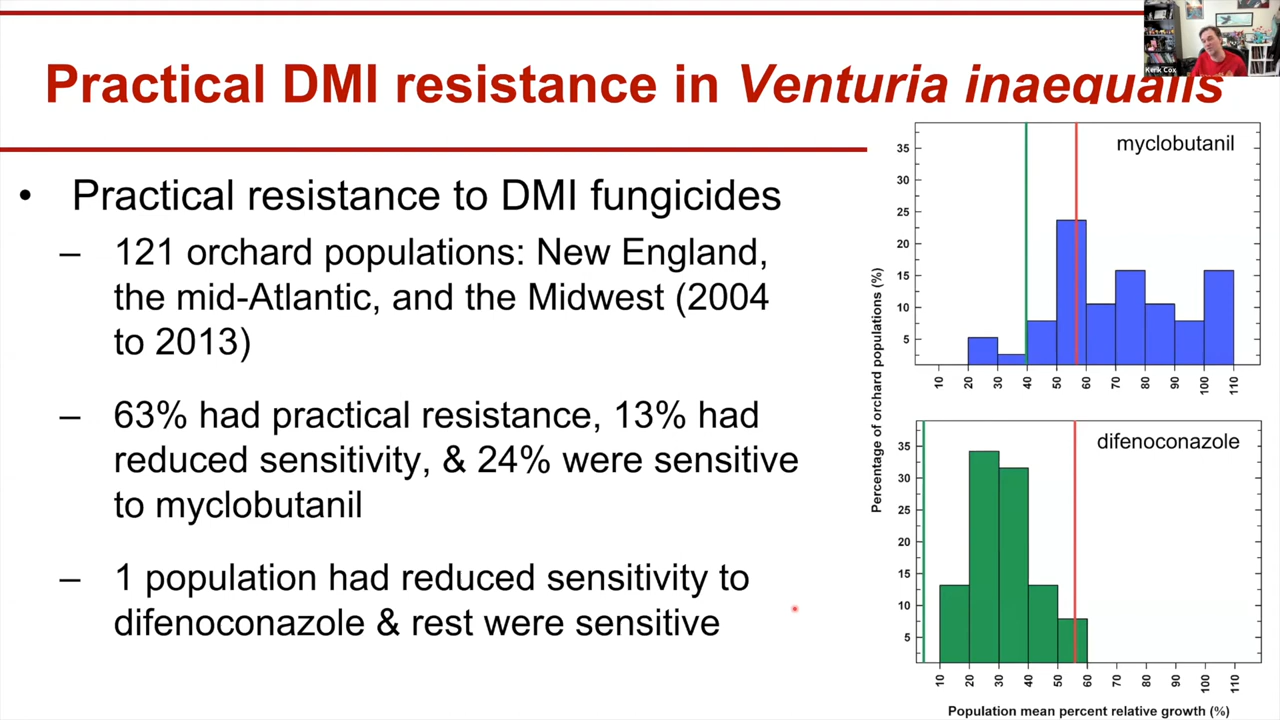 Practical DMI resistance in Venturia inaequalis
• Practical resistance to DMI fungicides
– 121 orchard populations: New England,
the mid-Atlantic, and the Midwest (2004
to 2013)
– 63% had practical resistance, 13% had
reduced sensitivity, & 24% were sensitive
to myclobutanil
– 1 population had reduced sensitivity to
difenoconazole & rest were sensitive
Kerk Cox
Percentage of orchard populations (%)
myclobutanil
35
30
25
20
15
10
5
10 20 30 40 50 60 70 80 90 100 110
difenoconazole
35
30
25
20
15
10
5
10 20 30 40 50 60 70 80 90 100 110
Population mean percent relative growth (%)